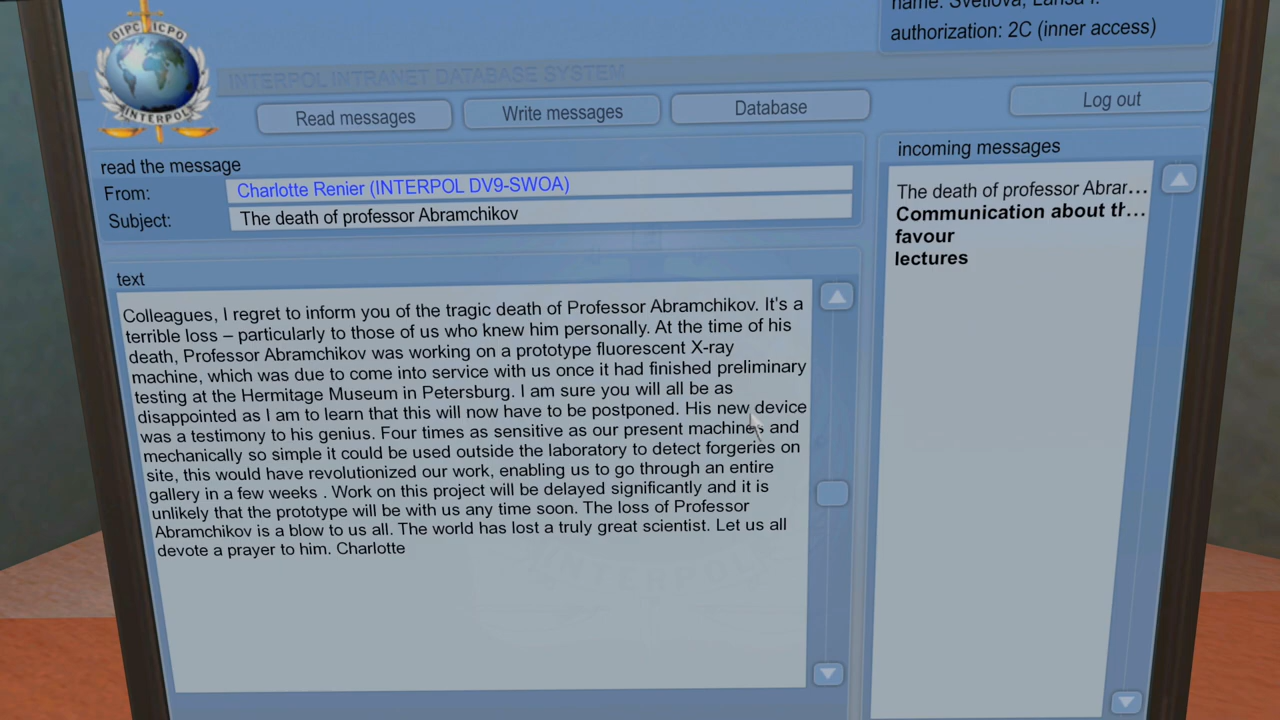 name: Svetlova, Larisa I.
authorization: 2C (inner access)
OIPC ICPO
INTERPOL
INTERPOL INTRANET DATABASE SYSTEM
Read messages
Write messages
Database
Log out
read the message
From:
Charlotte Renier (INTERPOL DV9-SWOA)
Subject:
The death of professor Abramchikov
incoming messages
The death of professor Abrar...
Communication about th...
favour
lectures
text
Colleagues, I regret to inform you of the tragic death of Professor Abramchikov. It's a
terrible loss – particularly to those of us who knew him personally. At the time of his
death, Professor Abramchikov was working on a prototype fluorescent X-ray
machine, which was due to come into service with us once it had finished preliminary
testing at the Hermitage Museum in Petersburg. I am sure you will all be as
disappointed as I am to learn that this will now have to be postponed. His new device
was a testimony to his genius. Four times as sensitive as our present machines and
mechanically so simple it could be used outside the laboratory to detect forgeries on
site, this would have revolutionized our work, enabling us to go through an entire
gallery in a few weeks . Work on this project will be delayed significantly and it is
unlikely that the prototype will be with us any time soon. The loss of Professor
Abramchikov is a blow to us all. The world has lost a truly great scientist. Let us all
devote a prayer to him. Charlotte
INTERPOL